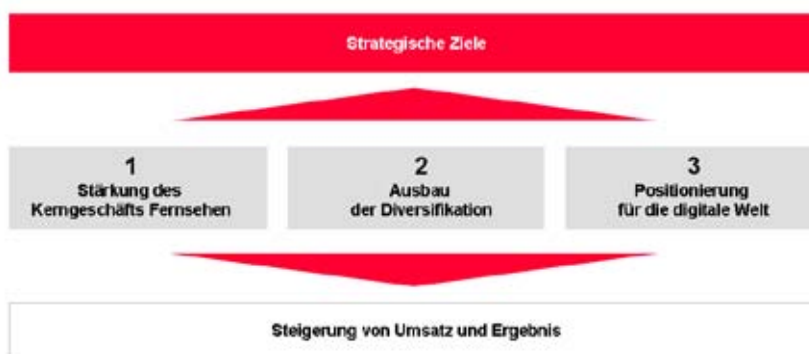 Strategische Ziele
1
Stärkung des
Kerngeschäfts Fernsehen
2
Ausbau
der Diversifikation
3
Positionierung
für die digitale Welt
Steigerung von Umsatz und Ergebnis